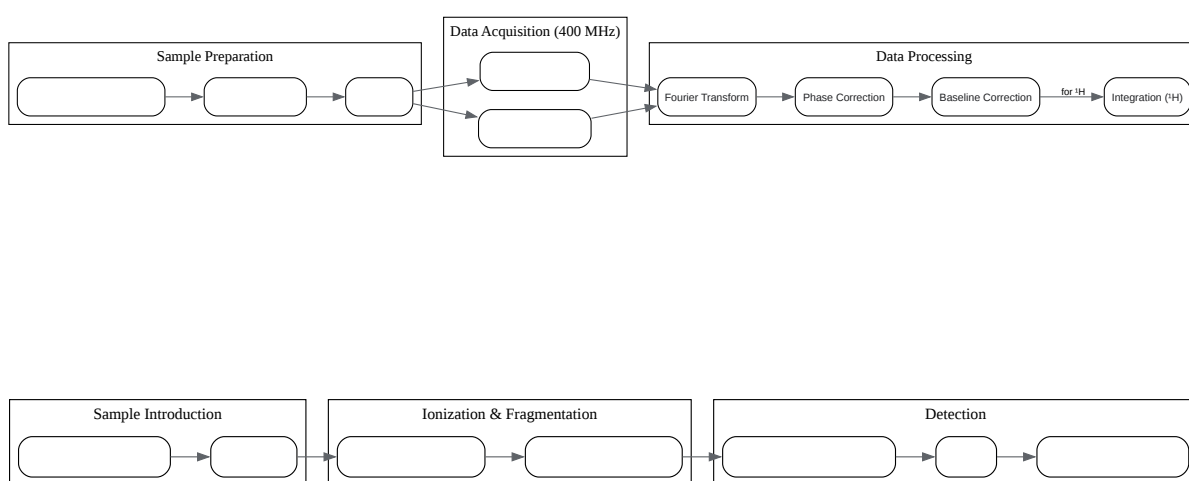 Data Acquisition (400 MHz)
Sample Preparation
Data Processing
Fourier Transform
Phase Correction
Baseline Correction
for ¹H
Integration (¹H)
Sample Introduction
Ionization & Fragmentation
Detection